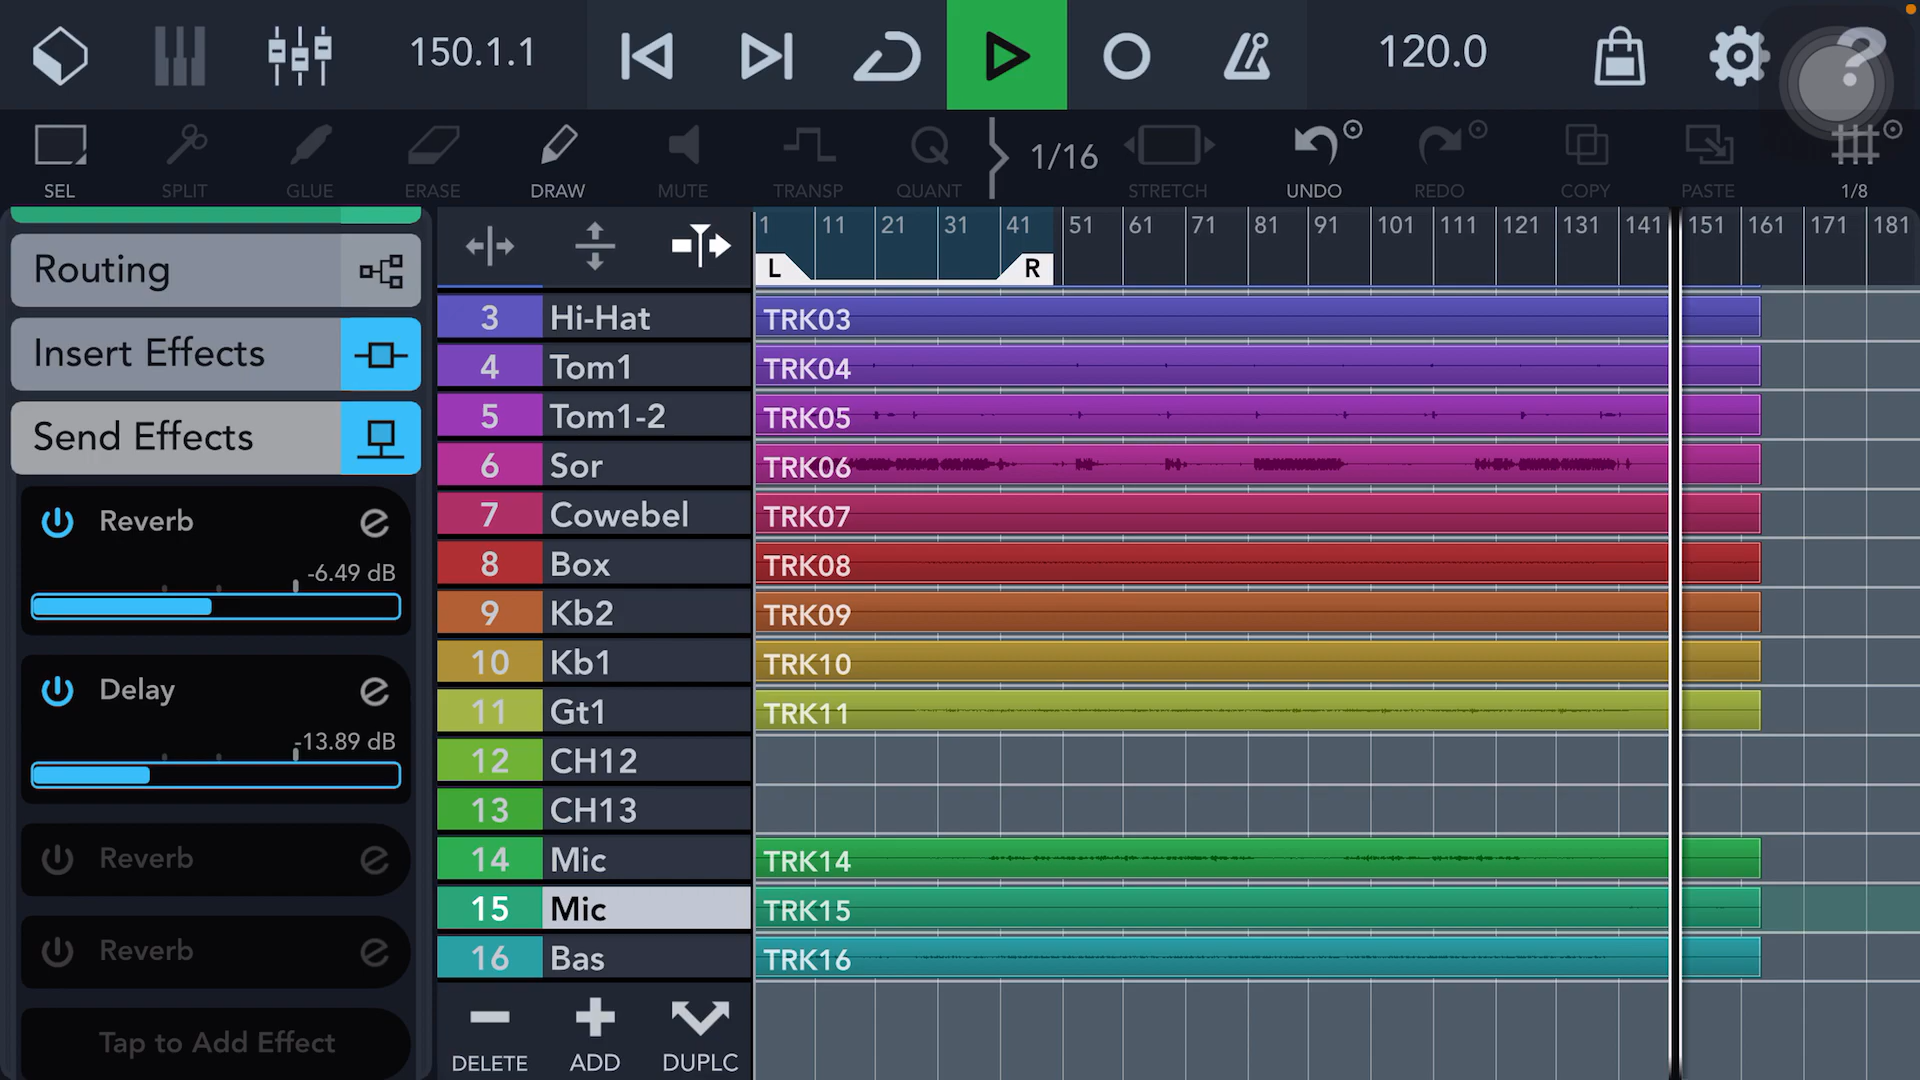 150.1.1
120.0
?
SEL
SPLIT
GLUE
ERASE
DRAW
MUTE
TRANSP
Q
QUANT
1/16
STRETCH
UNDO
REDO
COPY
PASTE
1/8
Routing
Insert Effects
Send Effects
Reverb
-6.49 dB
Delay
-13.89 dB
Reverb
Reverb
Tap to Add Effect
1 11 21 31 41 51 61 71 81 91 101 111 121 131 141 151 161 171 181
L R
3 Hi-Hat TRK03
4 Tom1 TRK04
5 Tom1-2 TRK05
6 Sor TRK06
7 Cowebel TRK07
8 Box TRK08
9 Kb2 TRK09
10 Kb1 TRK10
11 Gt1 TRK11
12 CH12
13 CH13
14 Mic TRK14
15 Mic TRK15
16 Bas TRK16
DELETE
ADD
DUPLC